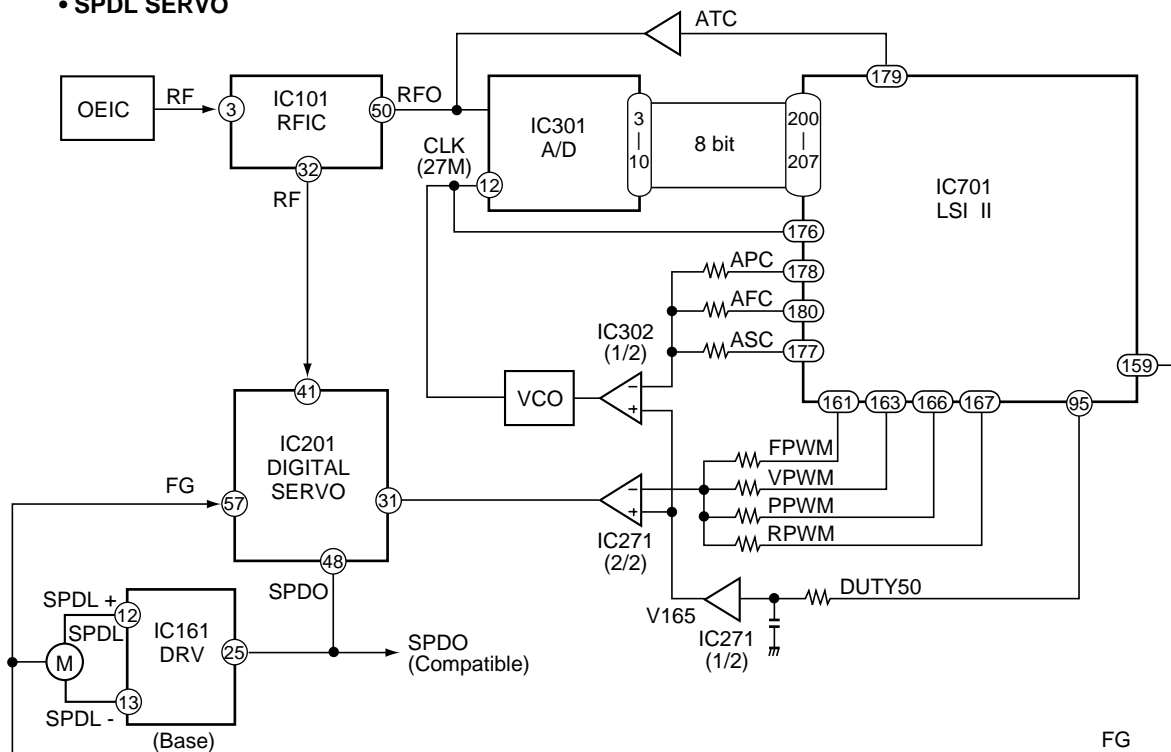 • SPDL SERVO
ATC
179
OEIC
RF
3
IC101
RFIC
50
RFO
32
RF
CLK
(27M)
12
IC301
A/D
3
|
10
8 bit
200
|
207
IC701
LSI II
176
APC
178
AFC
180
ASC
177
159
IC302
(1/2)
−
+
VCO
161
163
166
167
95
41
IC201
DIGITAL
SERVO
FG
57
31
48
SPDO
FPWM
VPWM
PPWM
RPWM
−
+
IC271
(2/2)
DUTY50
V165
IC271
(1/2)
SPDL +
12
SPDL
M
13
SPDL -
IC161
DRV
25
(Base)
SPDO
(Compatible)
FG